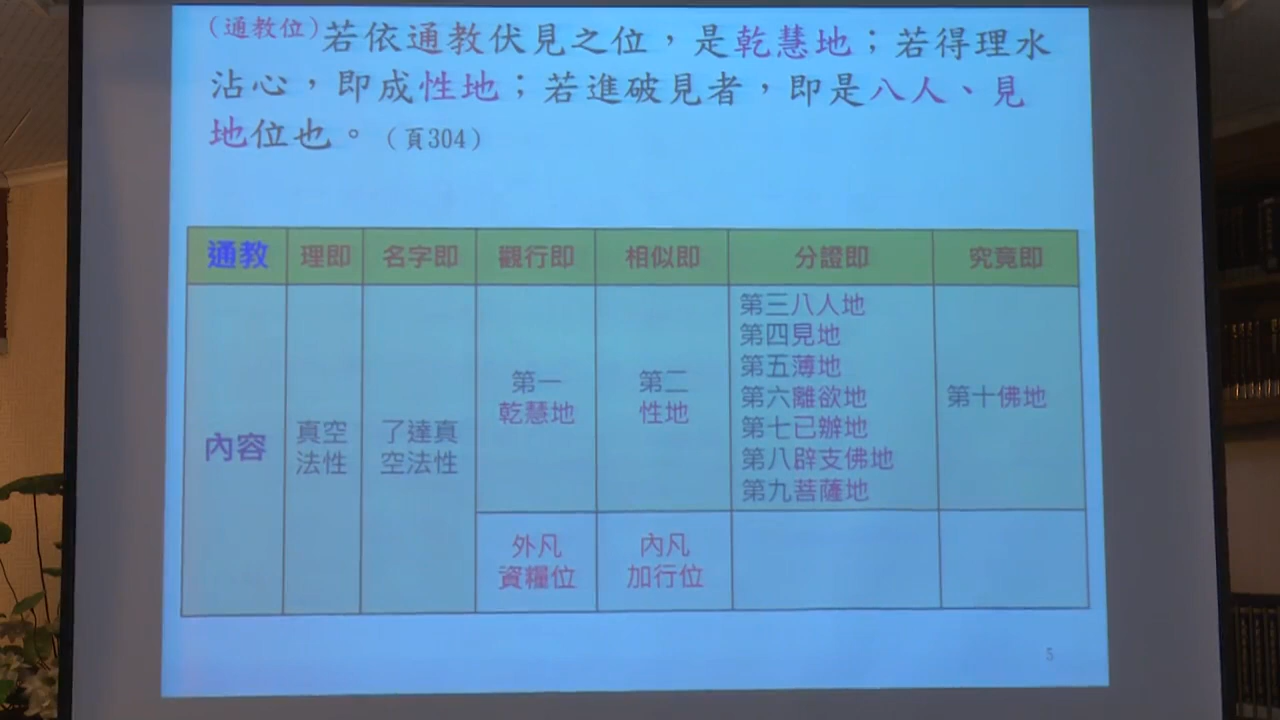 （通教位）若依通教伏見之位，是乾慧地；若得理水
沾心，即成性地；若進破見者，即是八人、見
地位也。（頁304）
通教 理即 名字即 觀行即 相似即 分證即 究竟即
內容
真空
法性
了達真
空法性
第一
乾慧地
第二
性地
第三八人地
第四見地
第五薄地
第六離欲地
第七已辦地
第八辟支佛地
第九菩薩地
第十佛地
外凡
資糧位
內凡
加行位
5